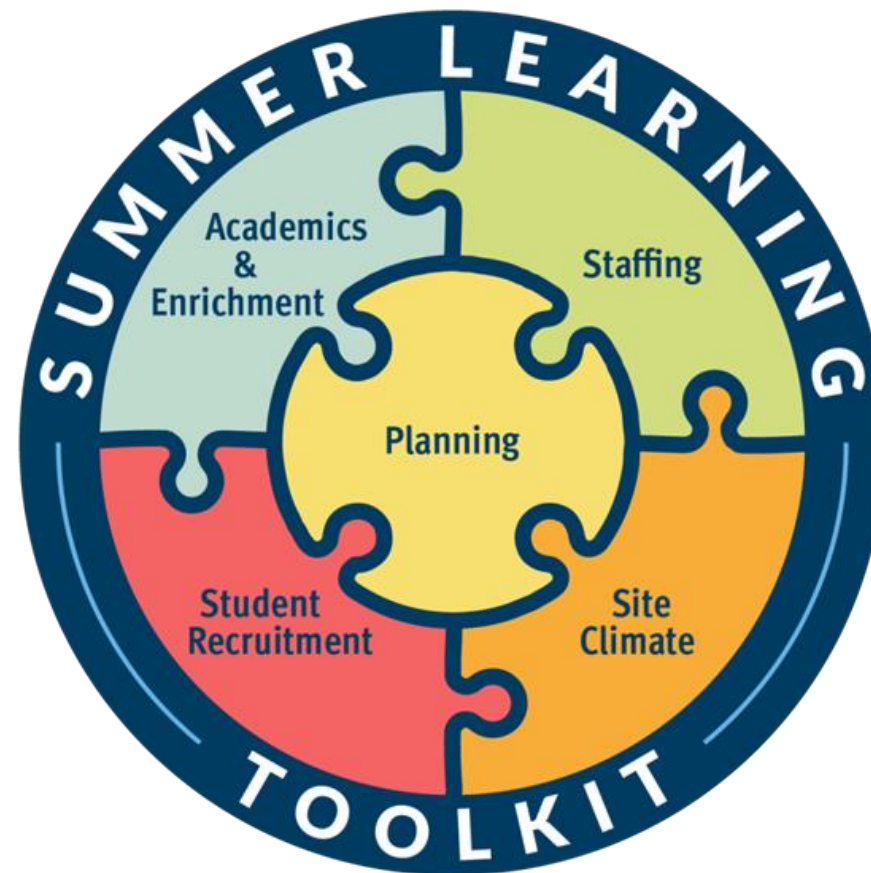 SUMMER LEARNING
Academics
&
Enrichment
Staffing
Planning
Student
Recruitment
Site
Climate
TOOLKIT